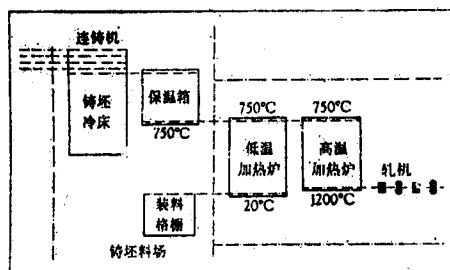 连铸机
铸坯
冷床
保温箱
750°C
750°C
750°C
低温
加热炉
高温
加热炉
轧机
20°C
1200°C
装料
格栅
铸坯料场